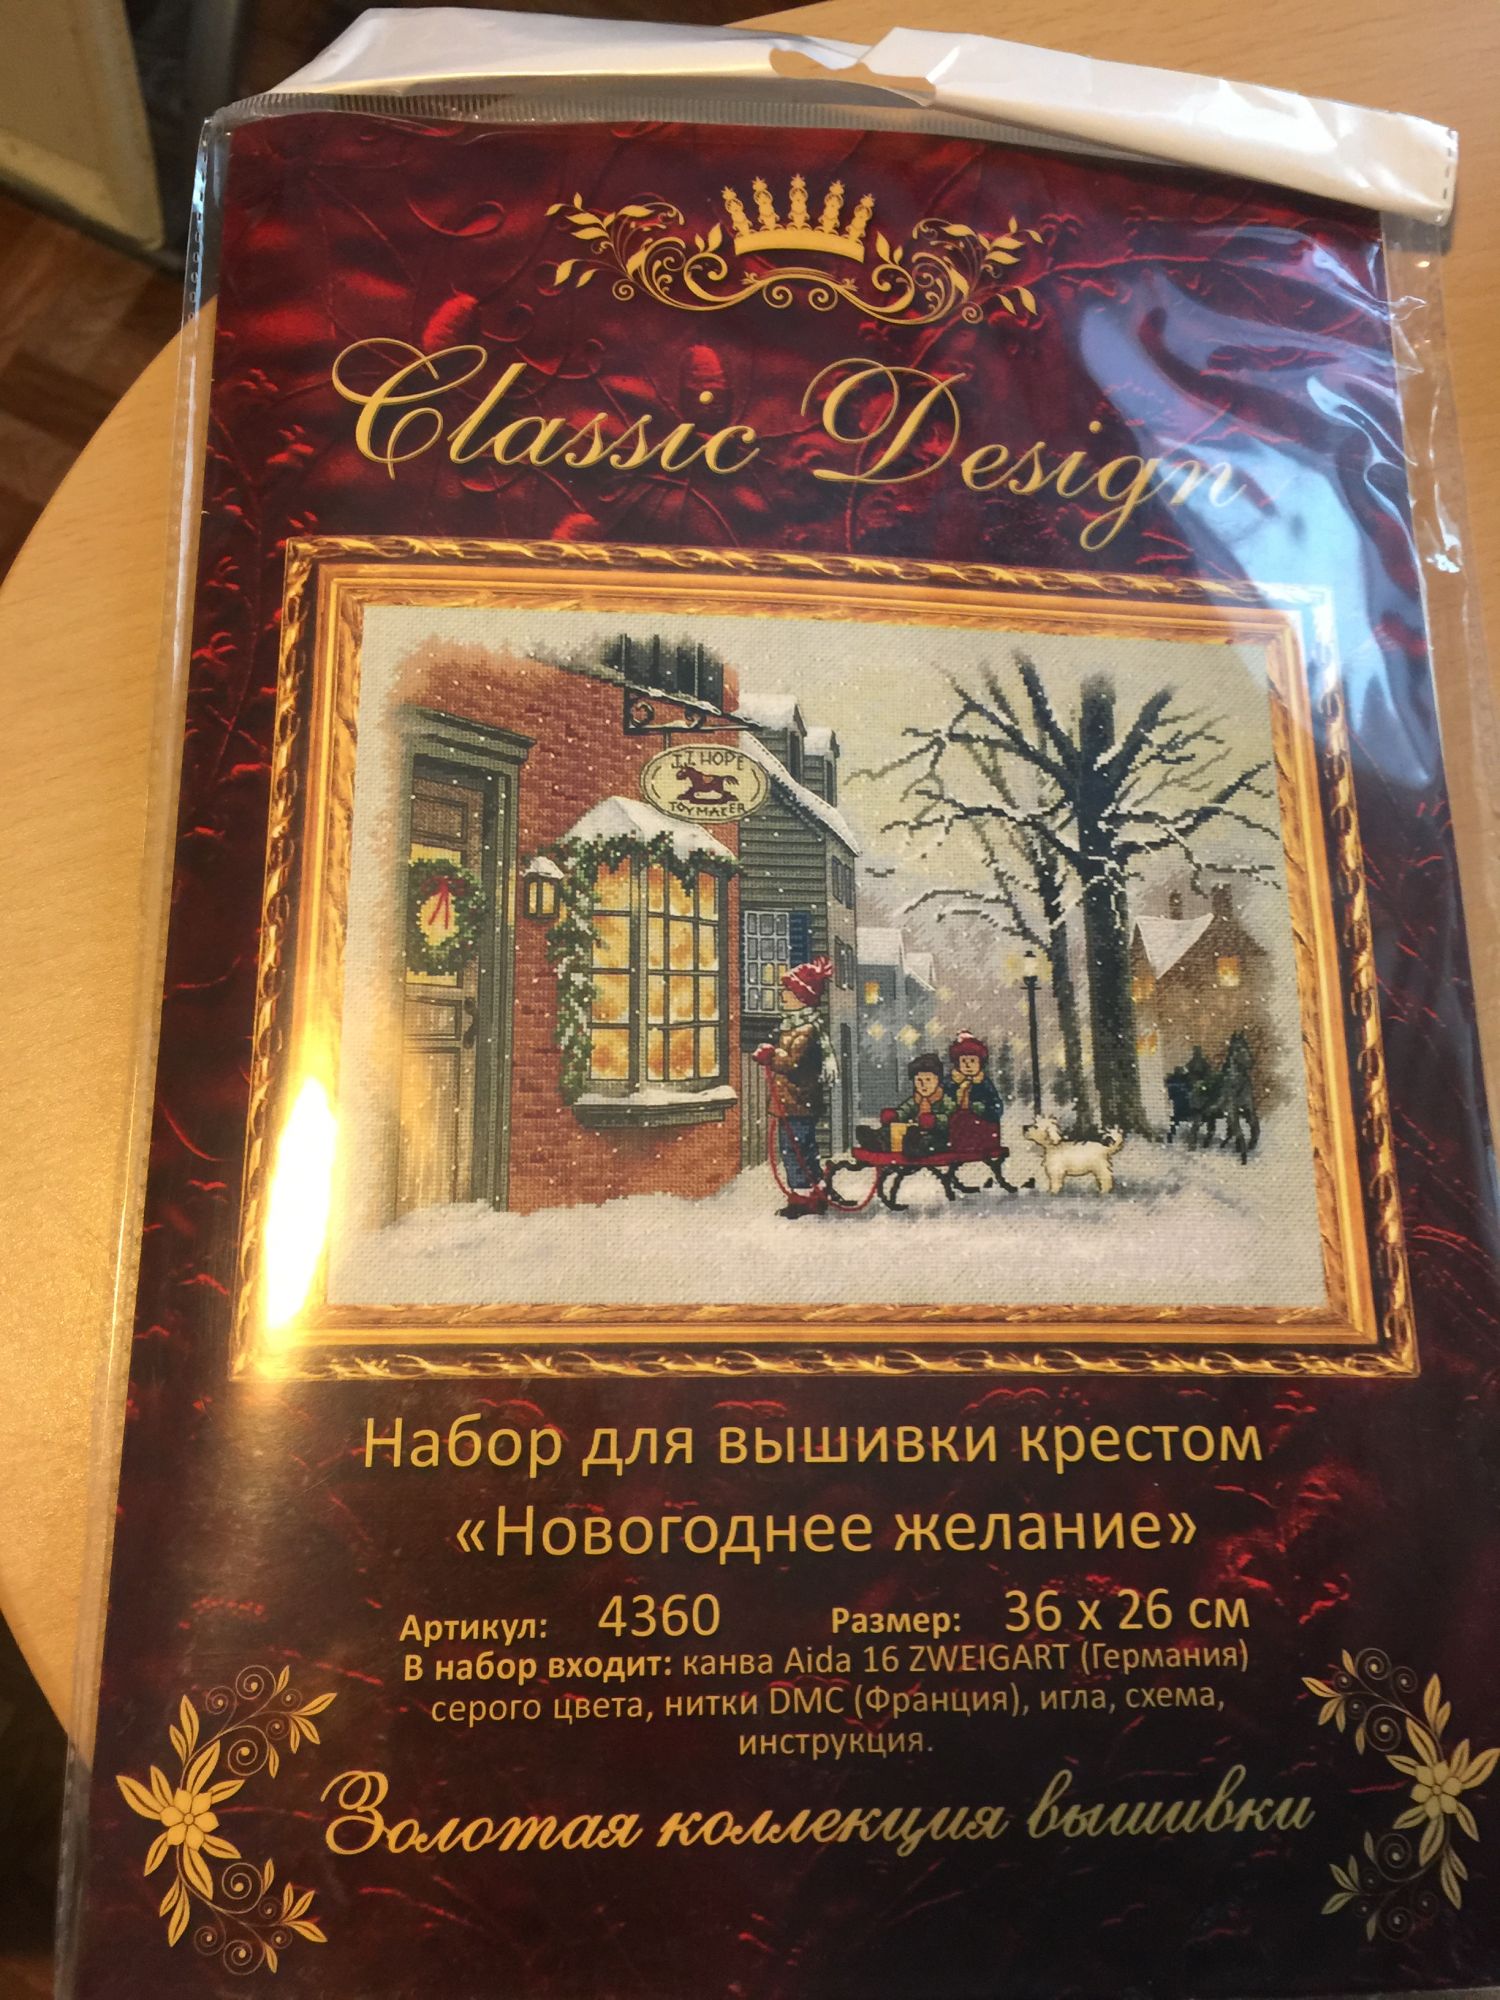 Classic Design
J.J. HOPE
TOYMAKER
Набор для вышивки крестом
«Новогоднее желание»
Артикул: 4360 Размер: 36 х 26 см
В набор входит: канва Aida 16 ZWEIGART (Германия)
серого цвета, нитки DMC (Франция), игла, схема,
инструкция.
Золотая коллекция вышивки